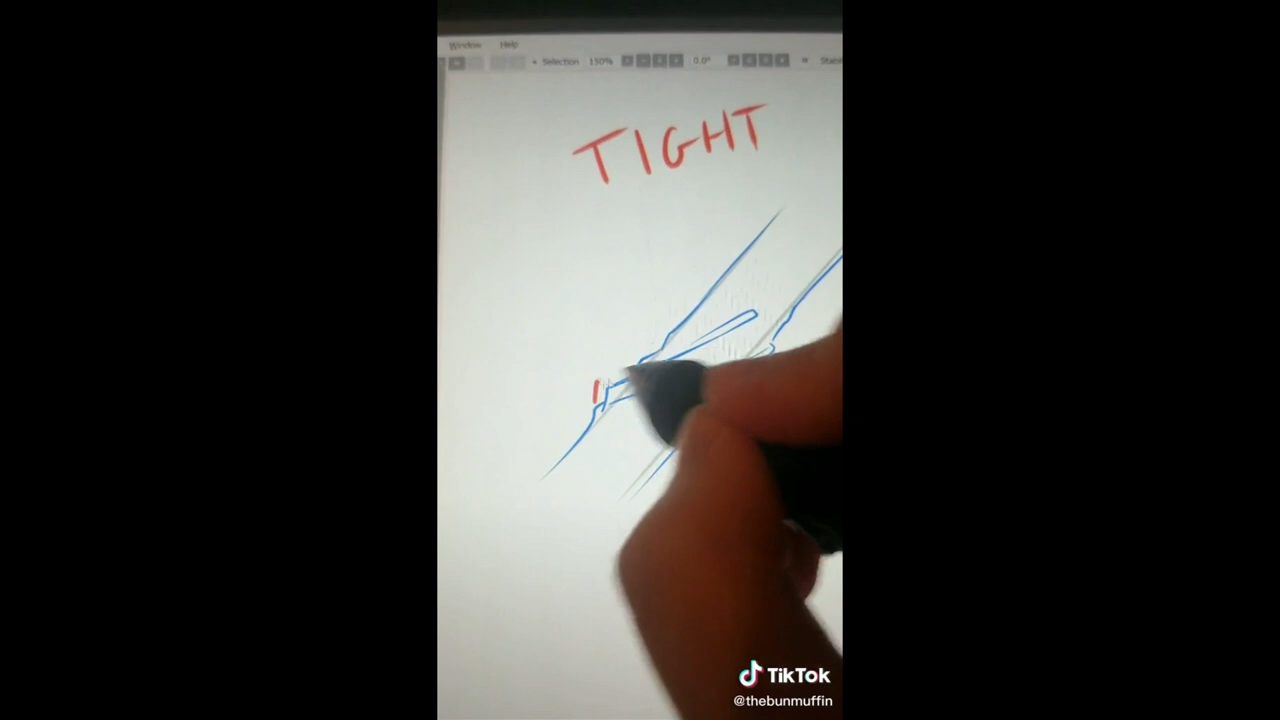 Window Help
Selection 150% 0.0°
TIGHT
TikTok
@thebunmuffin